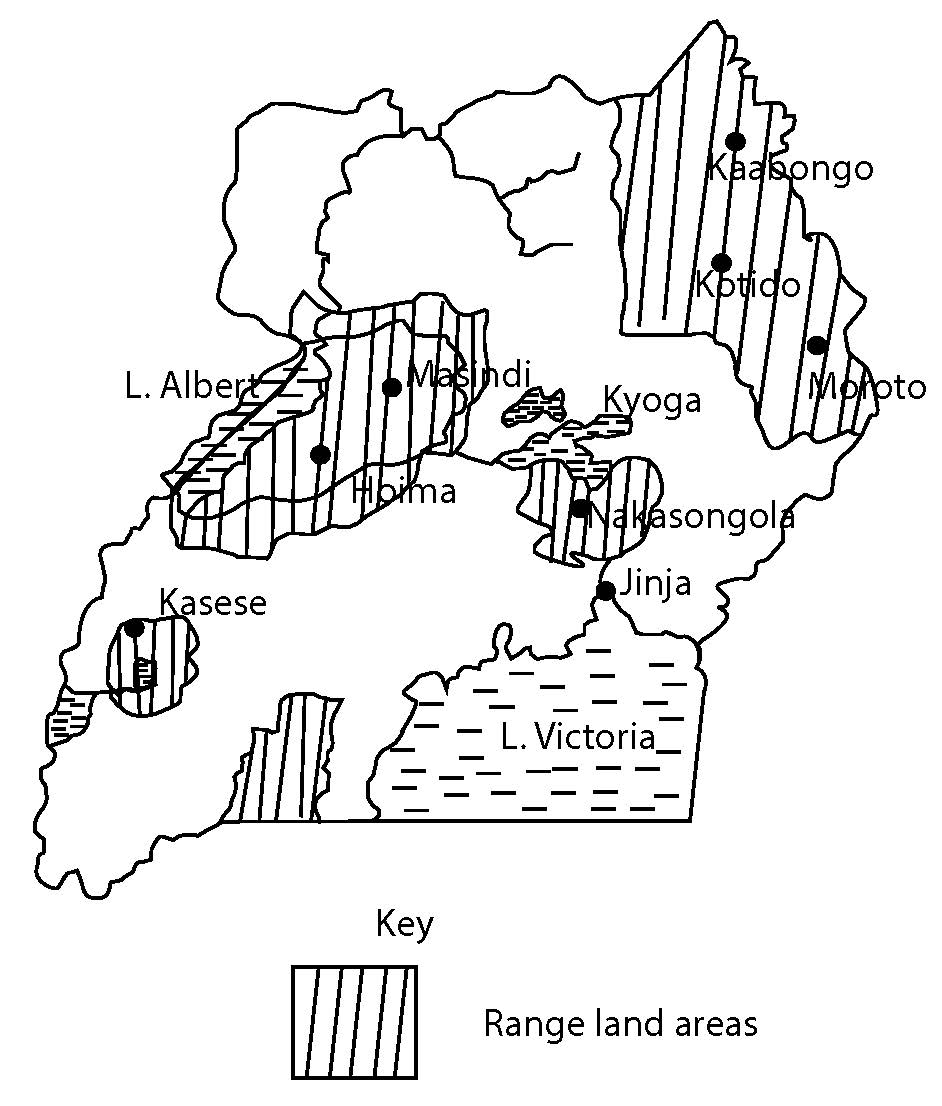 Kaabongo
Kotido
Masindi
L. Albert
Moroto
Kyoga
Hoima
Nakasongola
Jinja
Kasese
L. Victoria
Key
Range land areas